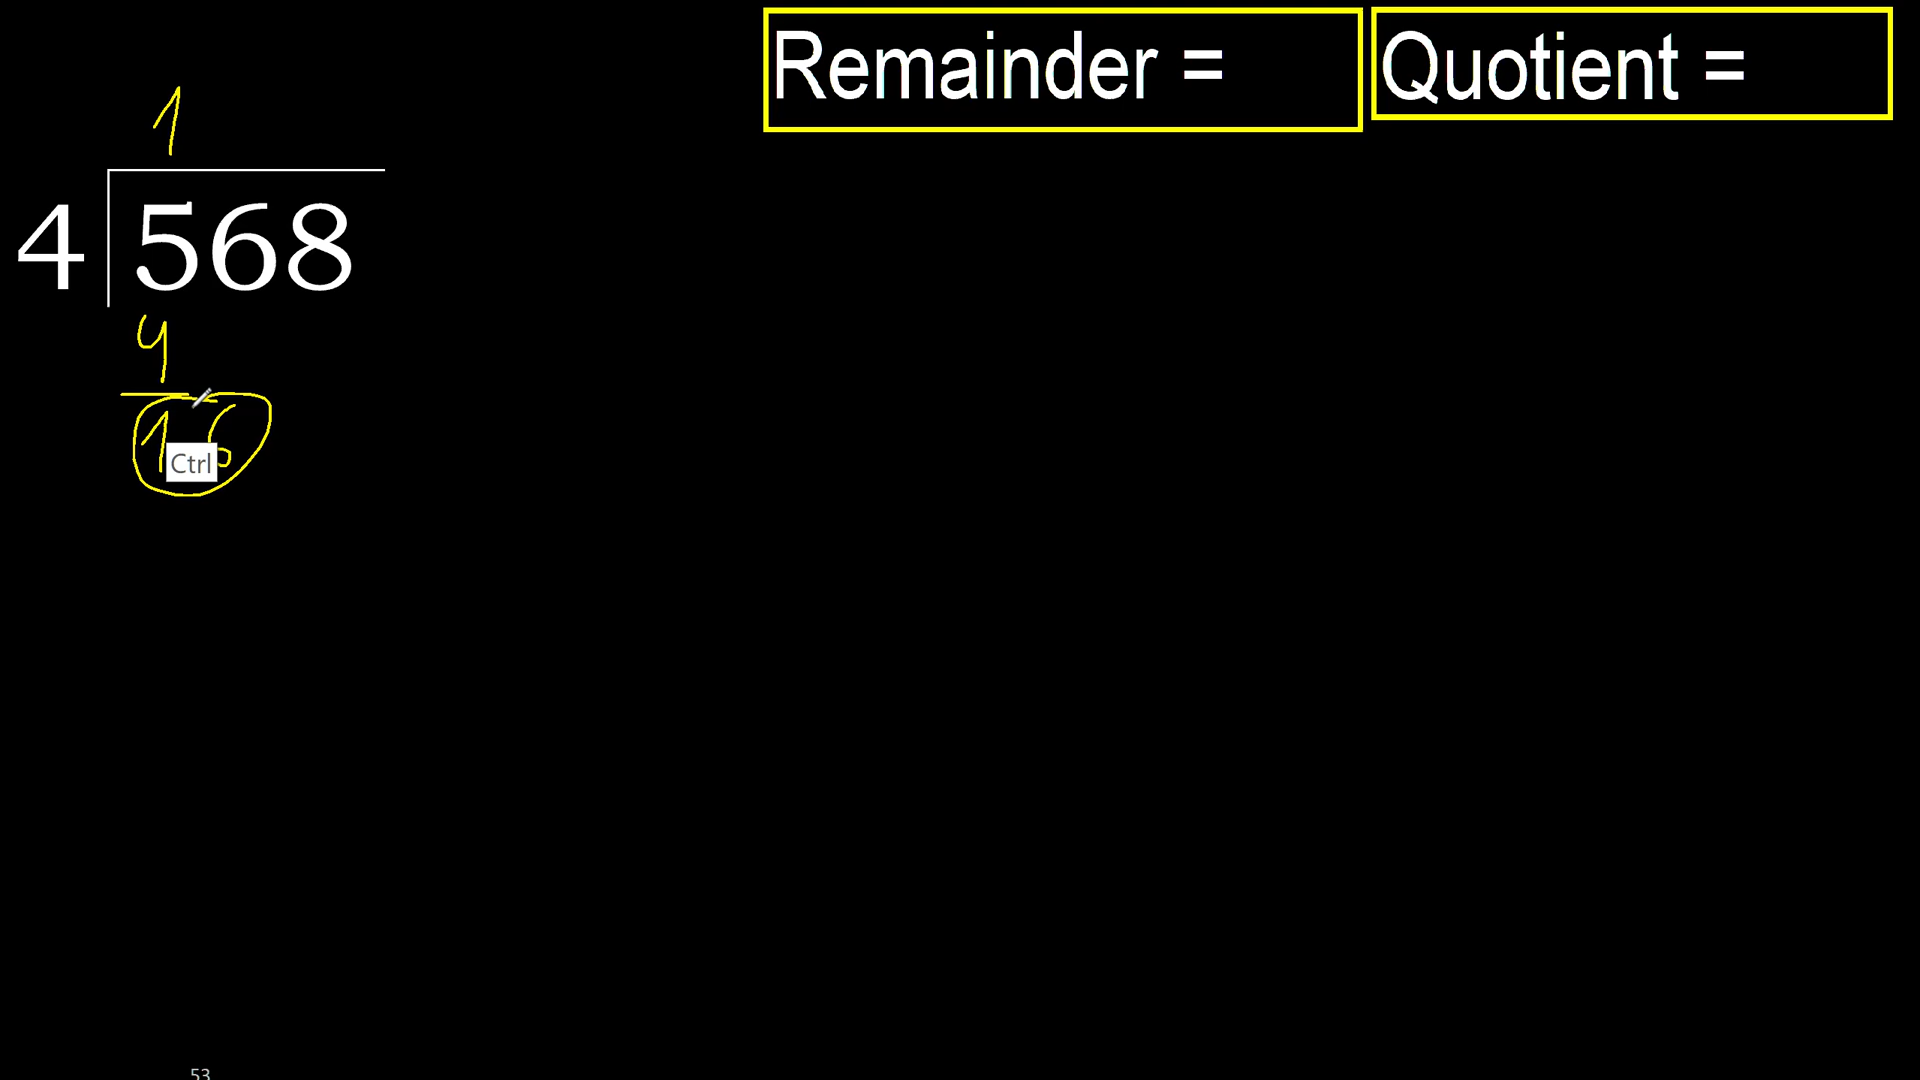 Remainder = Quotient =
1
4 568
4
16
Ctrl
53